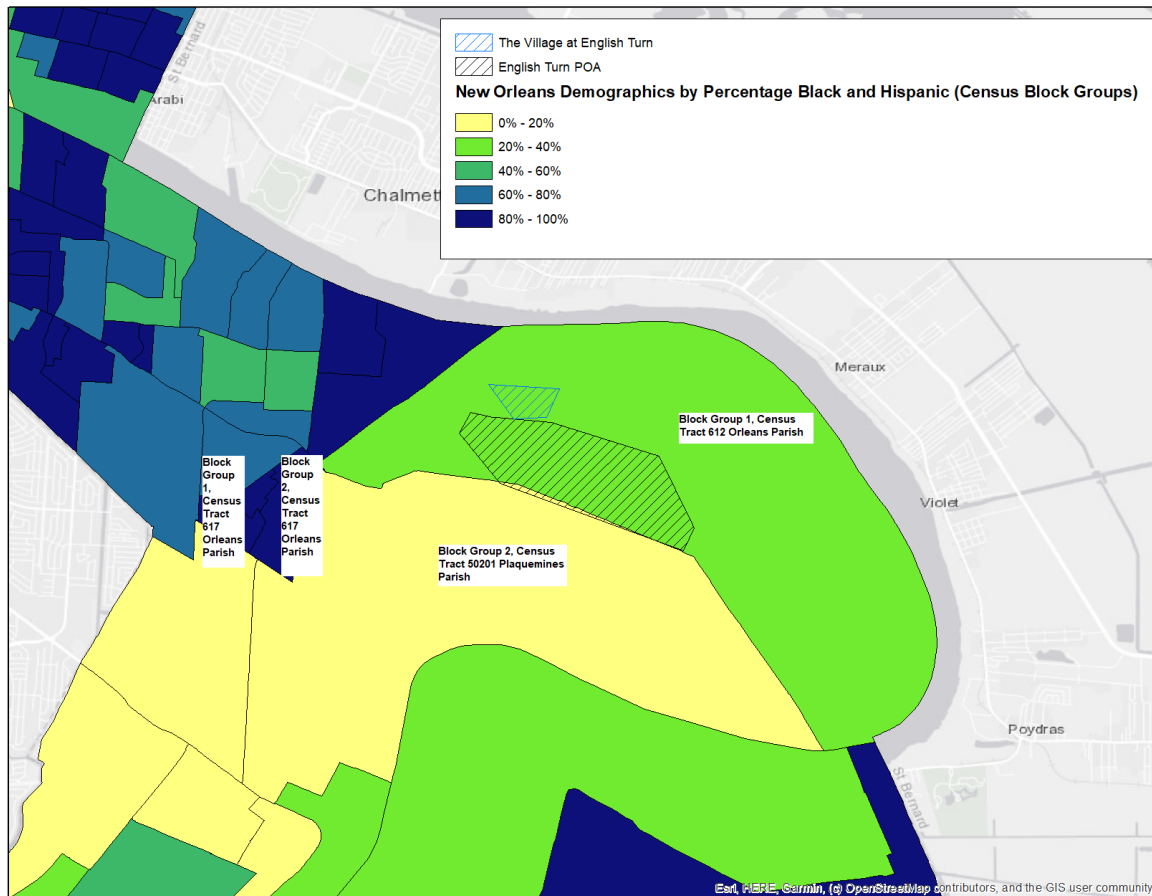 The Village at English Turn
English Turn POA
New Orleans Demographics by Percentage Black and Hispanic (Census Block Groups)
0% - 20%
20% - 40%
40% - 60%
60% - 80%
80% - 100%
St Bernard
Arabi
Chalmett
Meraux
Block Group 1, Census
Tract 612 Orleans Parish
Block
Group
1,
Census
Tract
617
Orleans
Parish
Block
Group
2,
Census
Tract
617
Orleans
Parish
Violet
Block Group 2, Census
Tract 50201 Plaquemines
Parish
Poydras
St Bernard
Esri, HERE, Garmin, (c) OpenStreetMap contributors, and the GIS user community